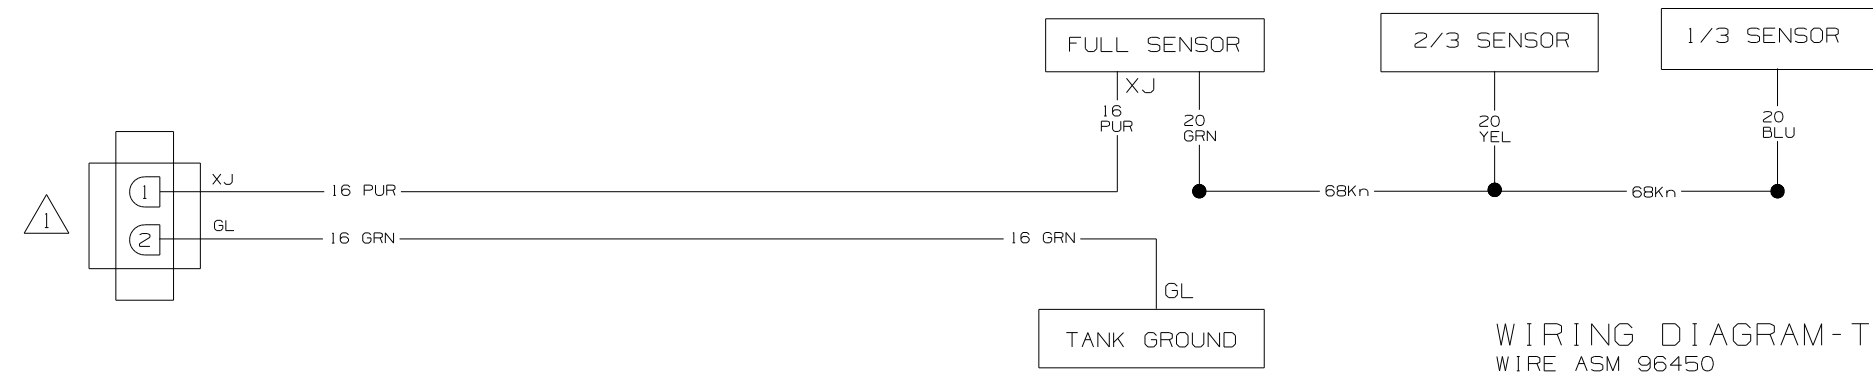 FULL SENSOR
2/3 SENSOR
1/3 SENSOR
XJ
16
PUR
20
GRN
20
YEL
20
BLU
1
XJ
16 PUR
68Kn
68Kn
1
2
GL
16 GRN
16 GRN
GL
TANK GROUND
WIRING DIAGRAM-T
WIRE ASM 96450